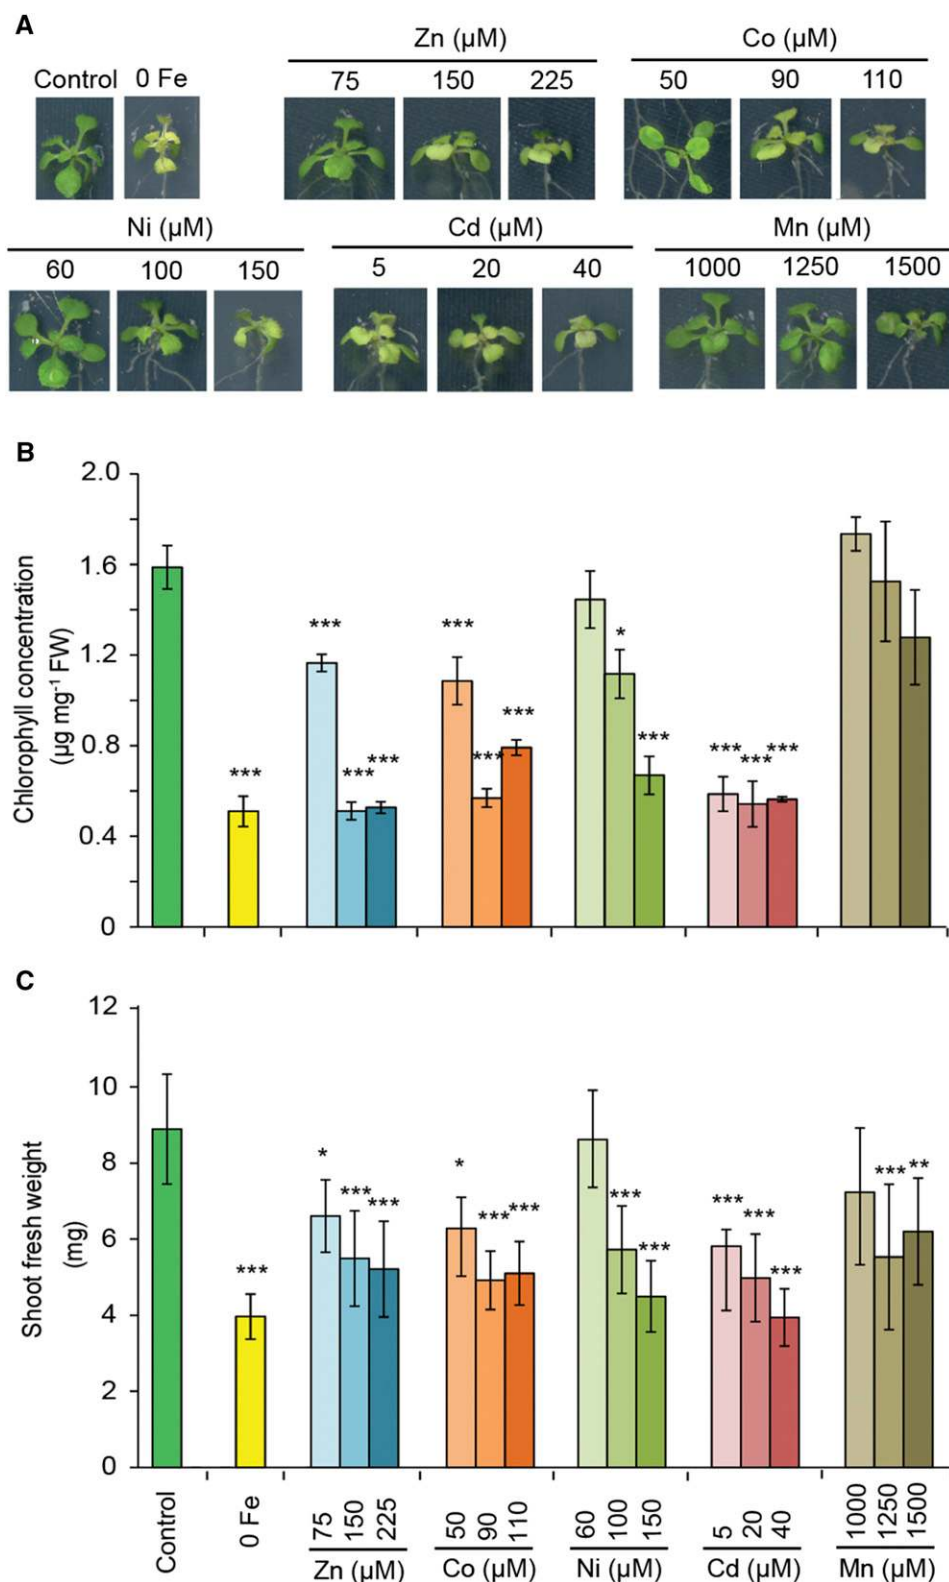 A
Zn (µM)
Co (µM)
Control 0 Fe
75 150 225
50 90 110
Ni (µM)
Cd (µM)
Mn (µM)
60 100 150
5 20 40
1000 1250 1500
B
Chlorophyll concentration
(µg mg⁻¹ FW)
2.0
1.6
1.2
0.8
0.4
0
***
***
***
***
***
***
***
*
***
***
***
***
C
Shoot fresh weight
(mg)
12
10
8
6
4
2
0
***
*
***
***
*
***
***
***
***
***
***
***
***
**
Control
0 Fe
75
150
225
Zn (µM)
50
90
110
Co (µM)
60
100
150
Ni (µM)
5
20
40
Cd (µM)
1000
1250
1500
Mn (µM)